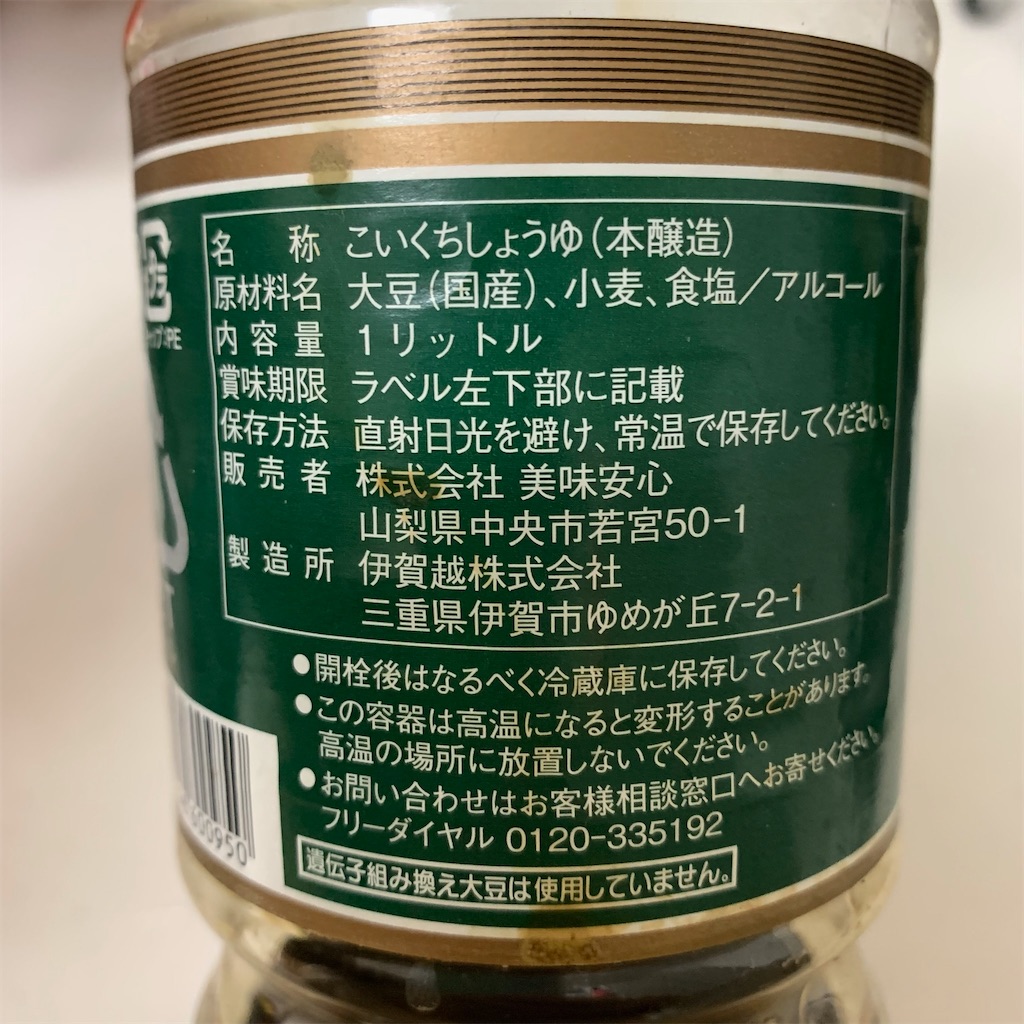 プラ
PE
名称 こいくちしょうゆ(本醸造)
原材料名 大豆(国産)、小麦、食塩/アルコール
内容量 1リットル
賞味期限 ラベル左下部に記載
保存方法 直射日光を避け、常温で保存してください。
販売者 株式会社 美味安心
山梨県中央市若宮50-1
製造所 伊賀越株式会社
三重県伊賀市ゆめが丘7-2-1
●開栓後はなるべく冷蔵庫に保存してください。
●この容器は高温になると変形することがあります。
高温の場所に放置しないでください。
●お問い合わせはお客様相談窓口へお寄せください。
フリーダイヤル 0120-335192
遺伝子組み換え大豆は使用していません。
600950